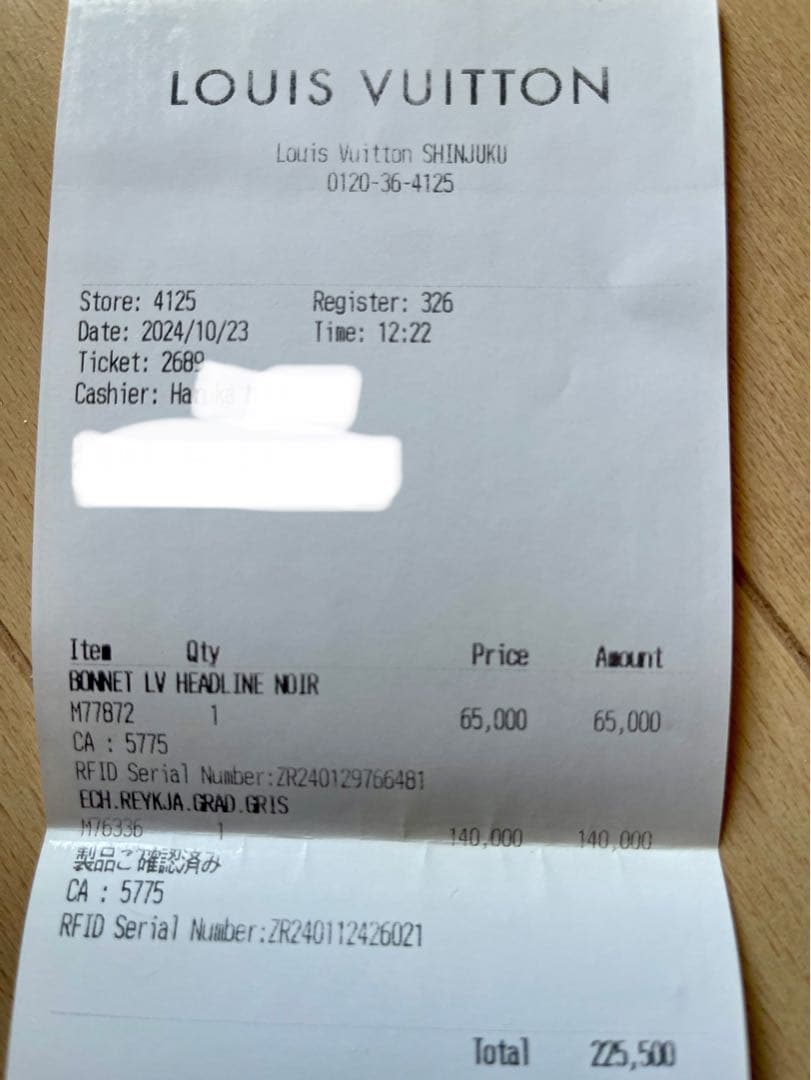 LOUIS VUITTON
Louis Vuitton SHINJUKU
0120-36-4125
Store: 4125 Register: 326
Date: 2024/10/23 Time: 12:22
Ticket: 2689
Cashier:
Item Qty Price Amount
BONNET LV HEADLINE NOIR
M77872 1 65,000 65,000
CA : 5775
RFID Serial Number:ZR240129766481
ECH.REYKJA.GRAD.GRIS
M76336 1 140,000 140,000
製品ご確認済み
CA : 5775
RFID Serial Number:ZR240112426021
Total 225,500